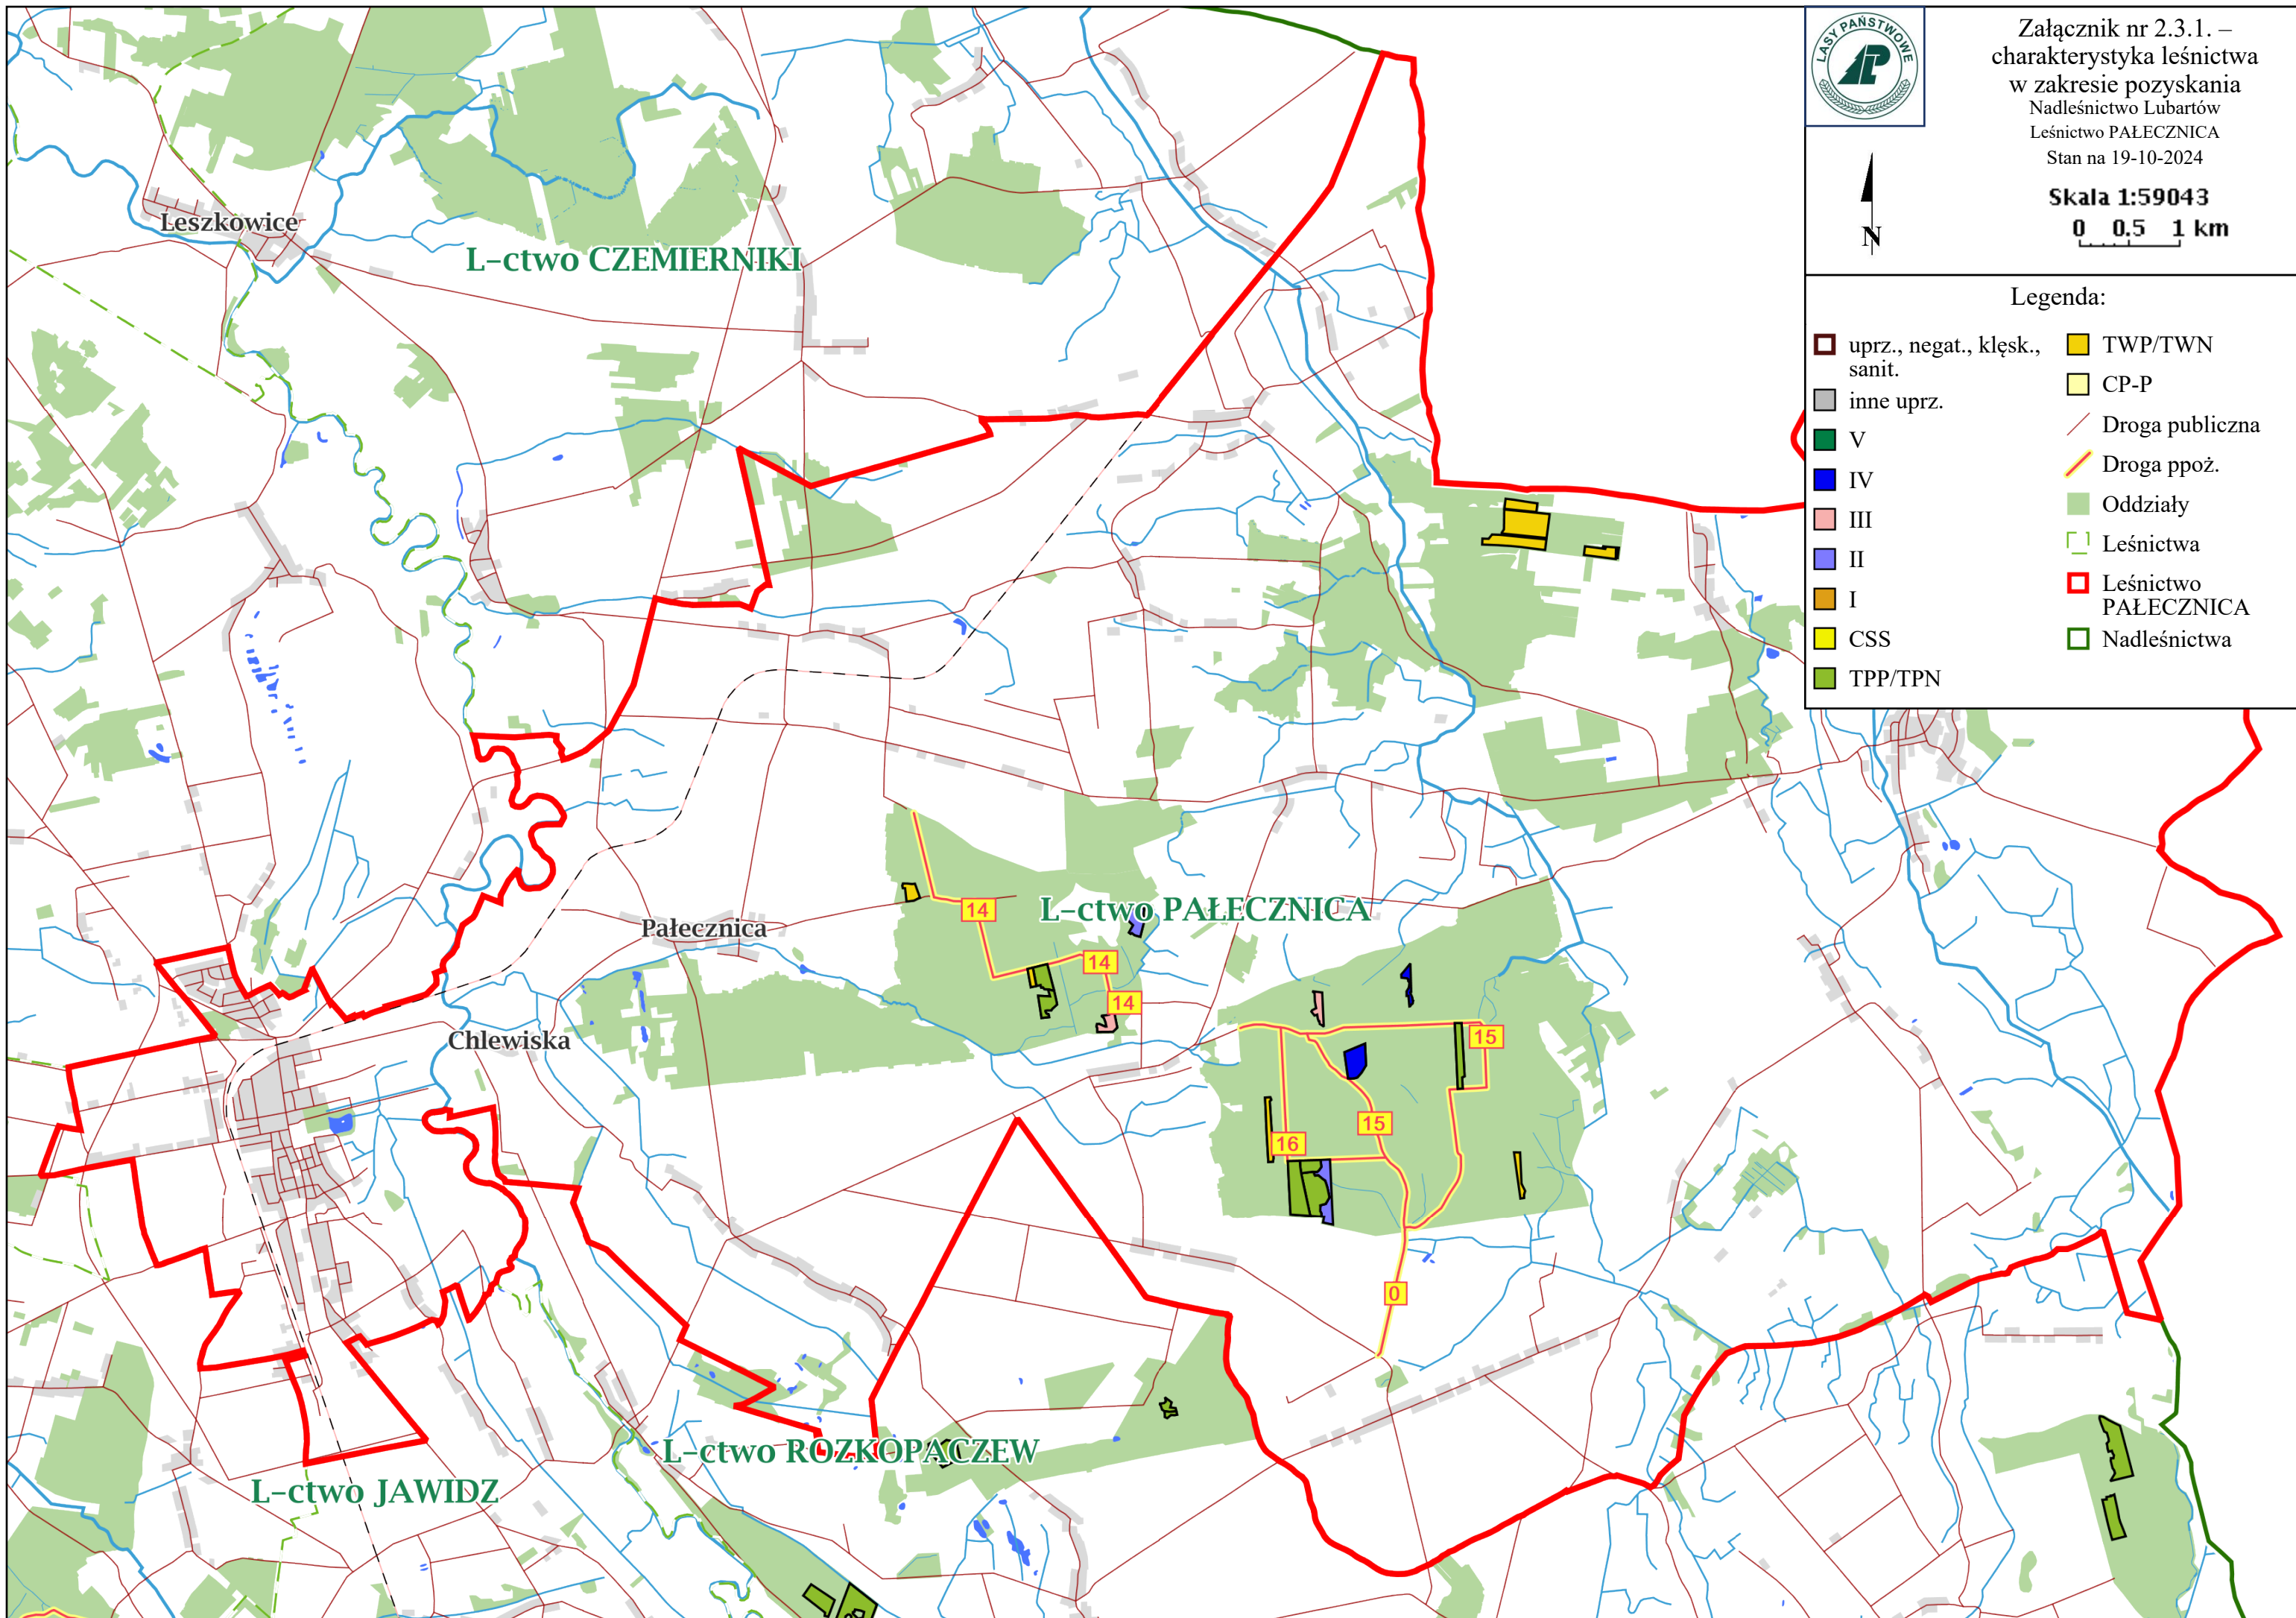 LASY PAŃSTWOWE
Załącznik nr 2.3.1. –
charakterystyka leśnictwa
w zakresie pozyskania
Nadleśnictwo Lubartów
Leśnictwo PAŁECZNICA
Stan na 19-10-2024
Skala 1:59043
0 0.5 1 km
N
Legenda:
uprz., negat., klęsk.,
sanit.
inne uprz.
V
IV
III
II
I
CSS
TPP/TPN
TWP/TWN
CP-P
Droga publiczna
Droga ppoż.
Oddziały
Leśnictwa
Leśnictwo
PAŁECZNICA
Nadleśnictwa
Leszkowice
L-ctwo CZEMIERNIKI
14
L-ctwo PAŁECZNICA
Pałecznica
14
14
Chlewiska
15
15
16
0
L-ctwo ROZKOPACZEW
L-ctwo JAWIDZ